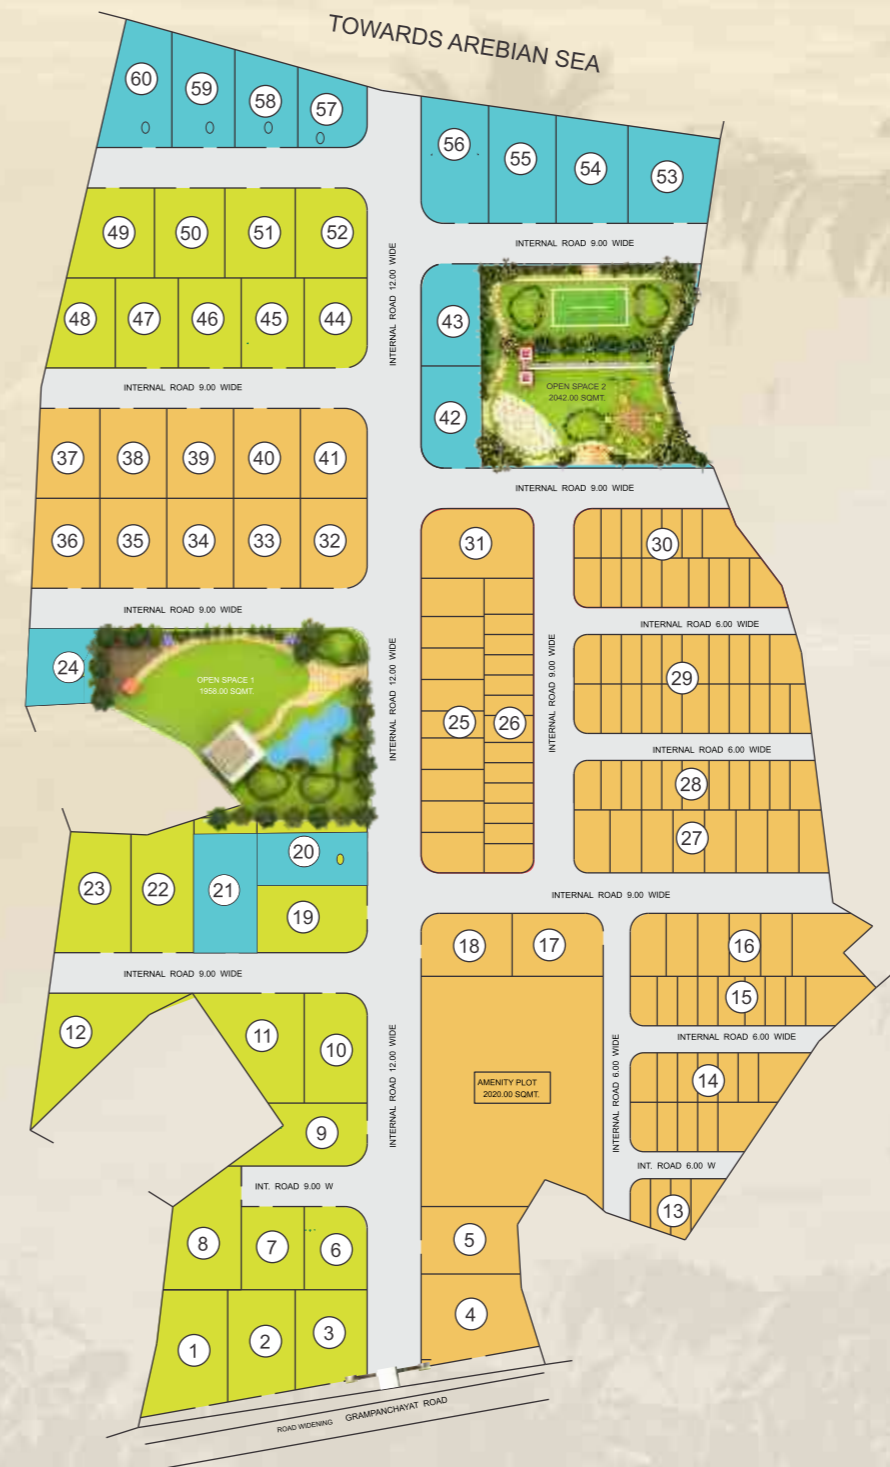 TOWARDS AREBIAN SEA
60
59
58
57
56
55
54
53
49
50
51
52
INTERNAL ROAD 12.00 WIDE
INTERNAL ROAD 9.00 WIDE
48
47
46
45
44
43
42
OPEN SPACE 2
2042.00 SQMT.
INTERNAL ROAD 9.00 WIDE
37
38
39
40
41
INTERNAL ROAD 9.00 WIDE
36
35
34
33
32
31
30
INTERNAL ROAD 9.00 WIDE
INTERNAL ROAD 6.00 WIDE
24
OPEN SPACE 1
1958.00 SQMT.
INTERNAL ROAD 12.00 WIDE
25
26
INTERNAL ROAD 9.00 WIDE
29
INTERNAL ROAD 6.00 WIDE
28
27
23
22
21
20
19
INTERNAL ROAD 9.00 WIDE
18
17
16
15
INTERNAL ROAD 9.00 WIDE
12
11
10
9
INTERNAL ROAD 12.00 WIDE
AMENITY PLOT
2020.00 SQMT.
INTERNAL ROAD 6.00 WIDE
INTERNAL ROAD 6.00 WIDE
14
INT. ROAD 6.00 W
13
INT. ROAD 9.00 W
8
7
6
5
1
2
3
4
ROAD WIDENING
GRAMPANCHAYAT ROAD